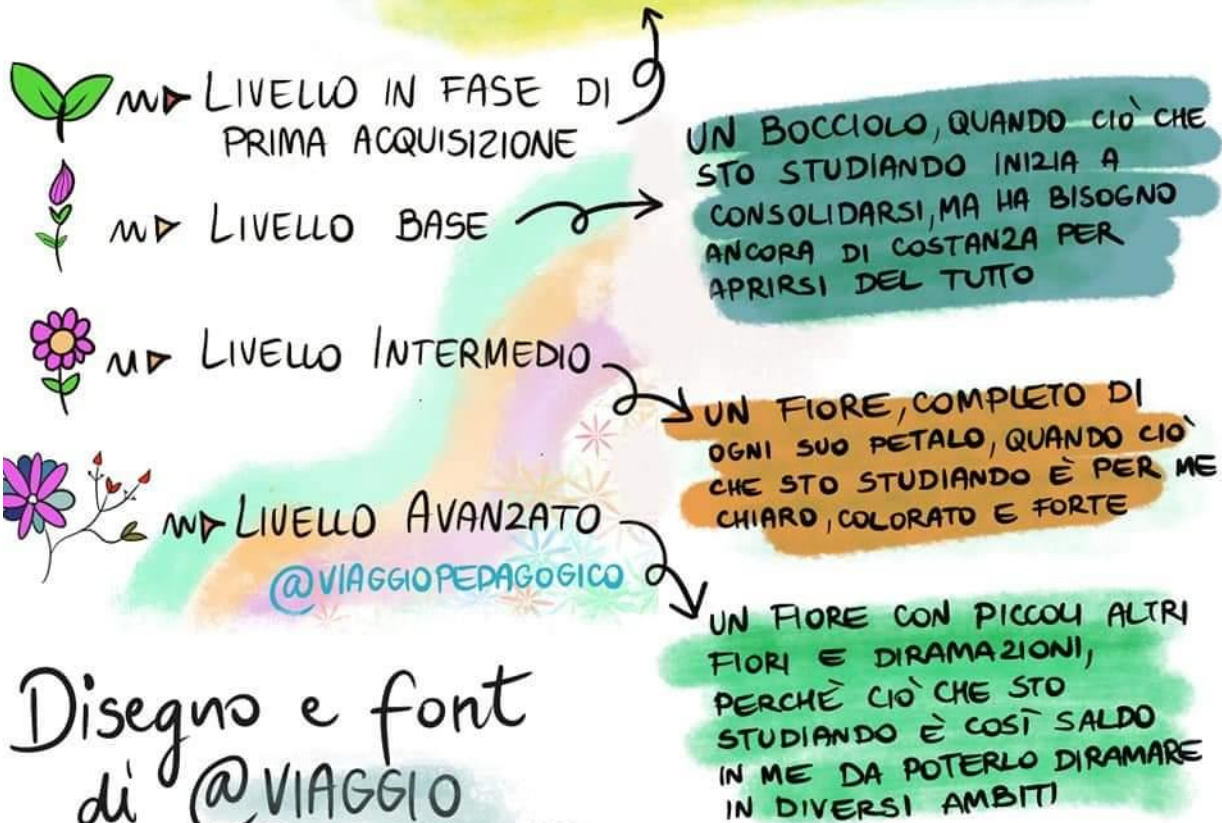 LIVELLO IN FASE DI
PRIMA ACQUISIZIONE
LIVELLO BASE
UN BOCCIOLO, QUANDO CIÒ CHE
STO STUDIANDO INIZIA A
CONSOLIDARSI, MA HA BISOGNO
ANCORA DI COSTANZA PER
APRIRSI DEL TUTTO
LIVELLO INTERMEDIO
UN FIORE, COMPLETO DI
OGNI SUO PETALO, QUANDO CIÒ
CHE STO STUDIANDO È PER ME
CHIARO, COLORATO E FORTE
LIVELLO AVANZATO
@VIAGGIOPEDAGOGICO
UN FIORE CON PICCOLI ALTRI
FIORI E DIRAMAZIONI,
PERCHÈ CIÒ CHE STO
STUDIANDO È COSÌ SALDO
IN ME DA POTERLO DIRAMARE
IN DIVERSI AMBITI
Disegno e font
di @VIAGGIO